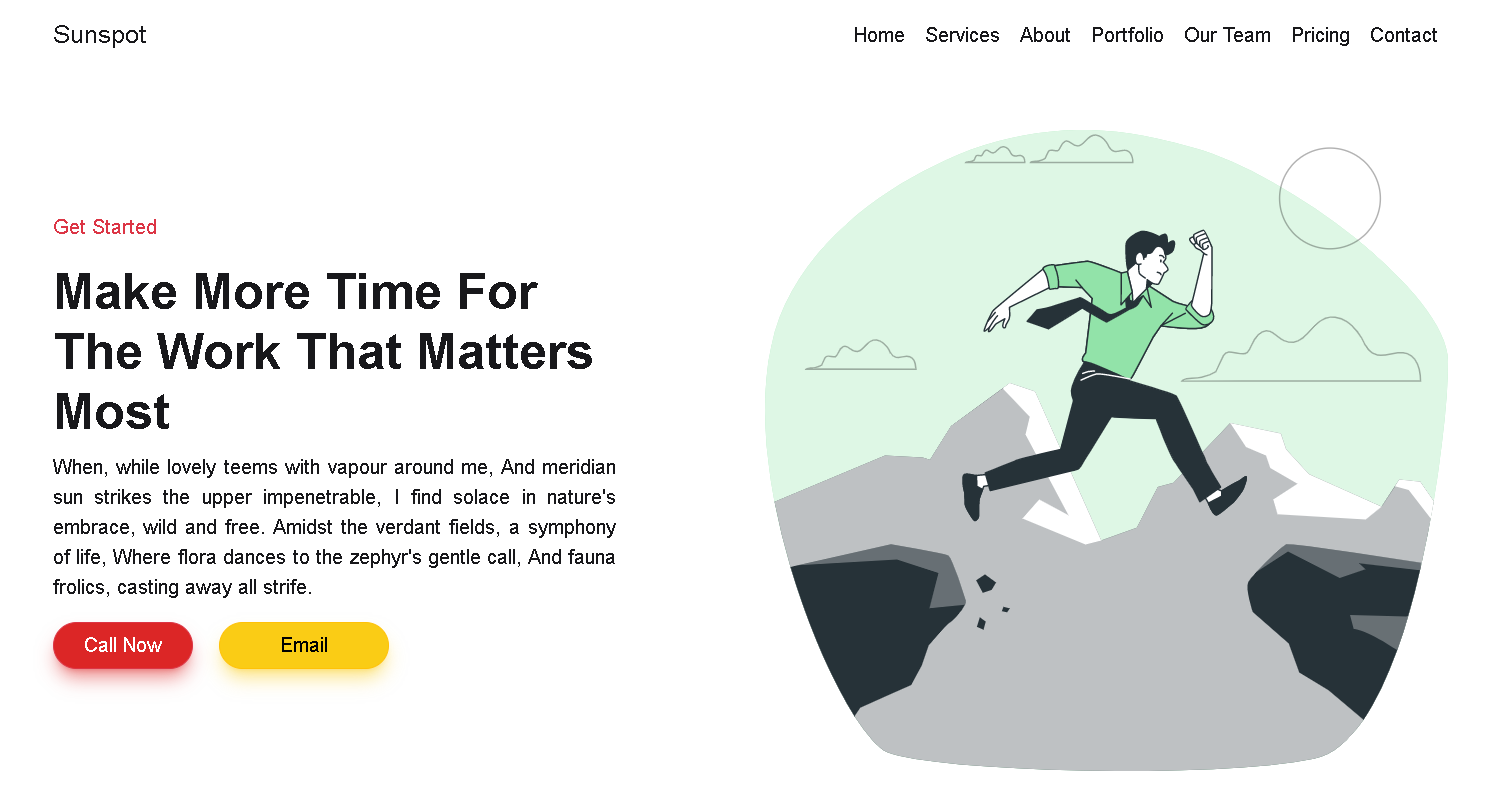 Sunspot
Home Services About Portfolio Our Team Pricing Contact
Get Started
Make More Time For
The Work That Matters
Most
When, while lovely teems with vapour around me, And meridian
sun strikes the upper impenetrable, I find solace in nature's
embrace, wild and free. Amidst the verdant fields, a symphony
of life, Where flora dances to the zephyr's gentle call, And fauna
frolics, casting away all strife.
Call Now Email